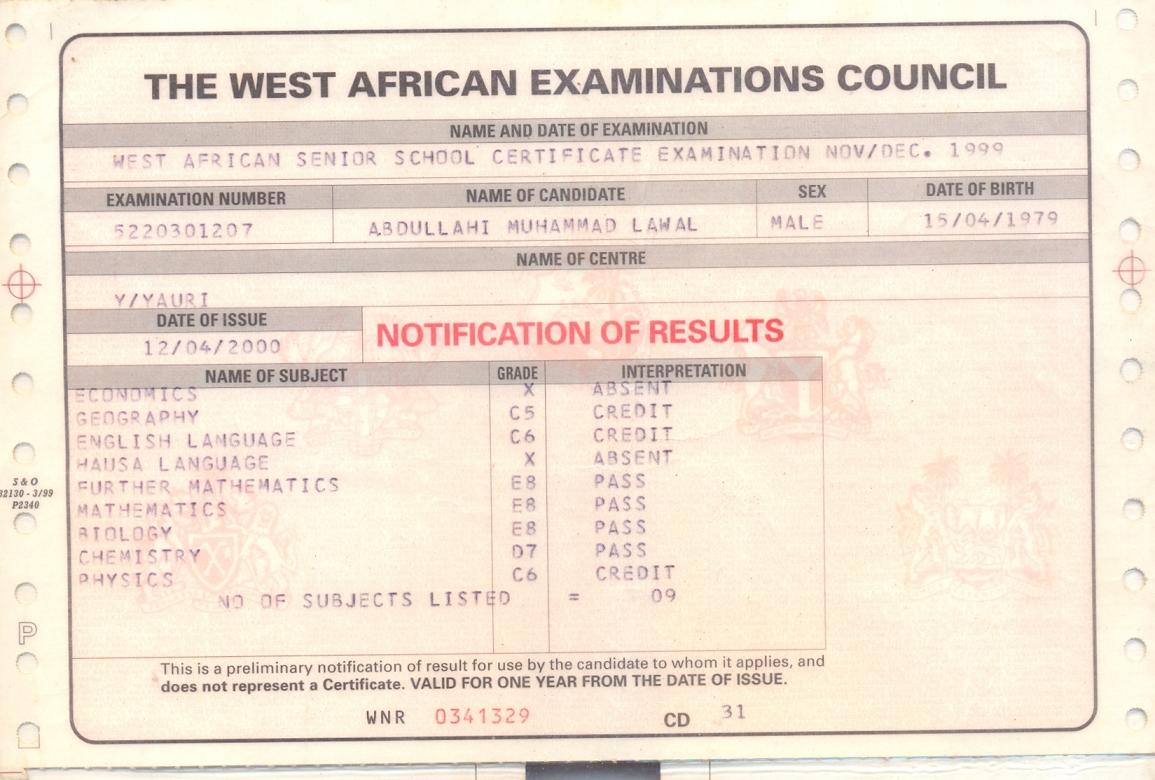 THE WEST AFRICAN EXAMINATIONS COUNCIL
NAME AND DATE OF EXAMINATION
WEST AFRICAN SENIOR SCHOOL CERTIFICATE EXAMINATION NOV/DEC. 1999
EXAMINATION NUMBER NAME OF CANDIDATE SEX DATE OF BIRTH
5220301207 ABDULLAHI MUHAMMAD LAWAL MALE 15/04/1979
NAME OF CENTRE
Y/YAURI
DATE OF ISSUE
NOTIFICATION OF RESULTS
12/04/2000
NAME OF SUBJECT GRADE INTERPRETATION
ECONOMICS X ABSENT
GEOGRAPHY C5 CREDIT
ENGLISH LANGUAGE C6 CREDIT
HAUSA LANGUAGE X ABSENT
FURTHER MATHEMATICS E8 PASS
MATHEMATICS E8 PASS
BIOLOGY E8 PASS
CHEMISTRY D7 PASS
PHYSICS C6 CREDIT
NO OF SUBJECTS LISTED = 09
S & O
32130 - 3/99
P2340
P
This is a preliminary notification of result for use by the candidate to whom it applies, and
does not represent a Certificate. VALID FOR ONE YEAR FROM THE DATE OF ISSUE.
WNR 0341329 CD 31